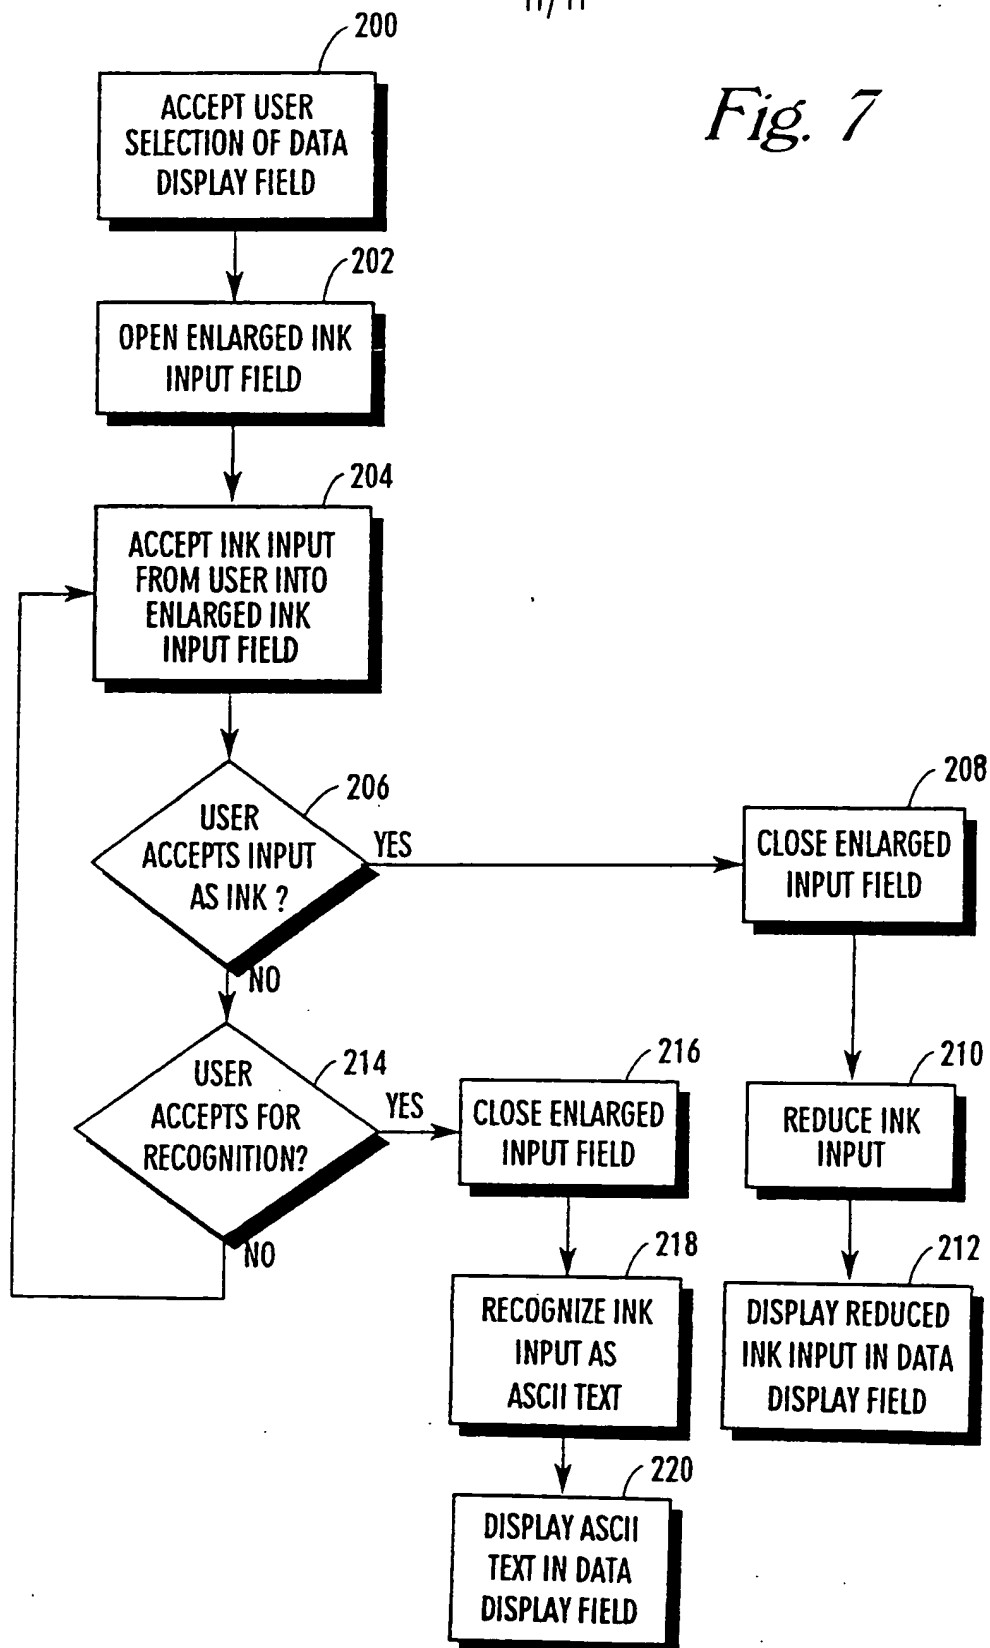 11/11
200
Fig. 7
ACCEPT USER
SELECTION OF DATA
DISPLAY FIELD
202
OPEN ENLARGED INK
INPUT FIELD
204
ACCEPT INK INPUT
FROM USER INTO
ENLARGED INK
INPUT FIELD
206
USER
ACCEPTS INPUT
AS INK ?
YES
NO
208
CLOSE ENLARGED
INPUT FIELD
214
USER
ACCEPTS FOR
RECOGNITION?
YES
NO
216
CLOSE ENLARGED
INPUT FIELD
210
REDUCE INK
INPUT
218
RECOGNIZE INK
INPUT AS
ASCII TEXT
212
DISPLAY REDUCED
INK INPUT IN DATA
DISPLAY FIELD
220
DISPLAY ASCII
TEXT IN DATA
DISPLAY FIELD